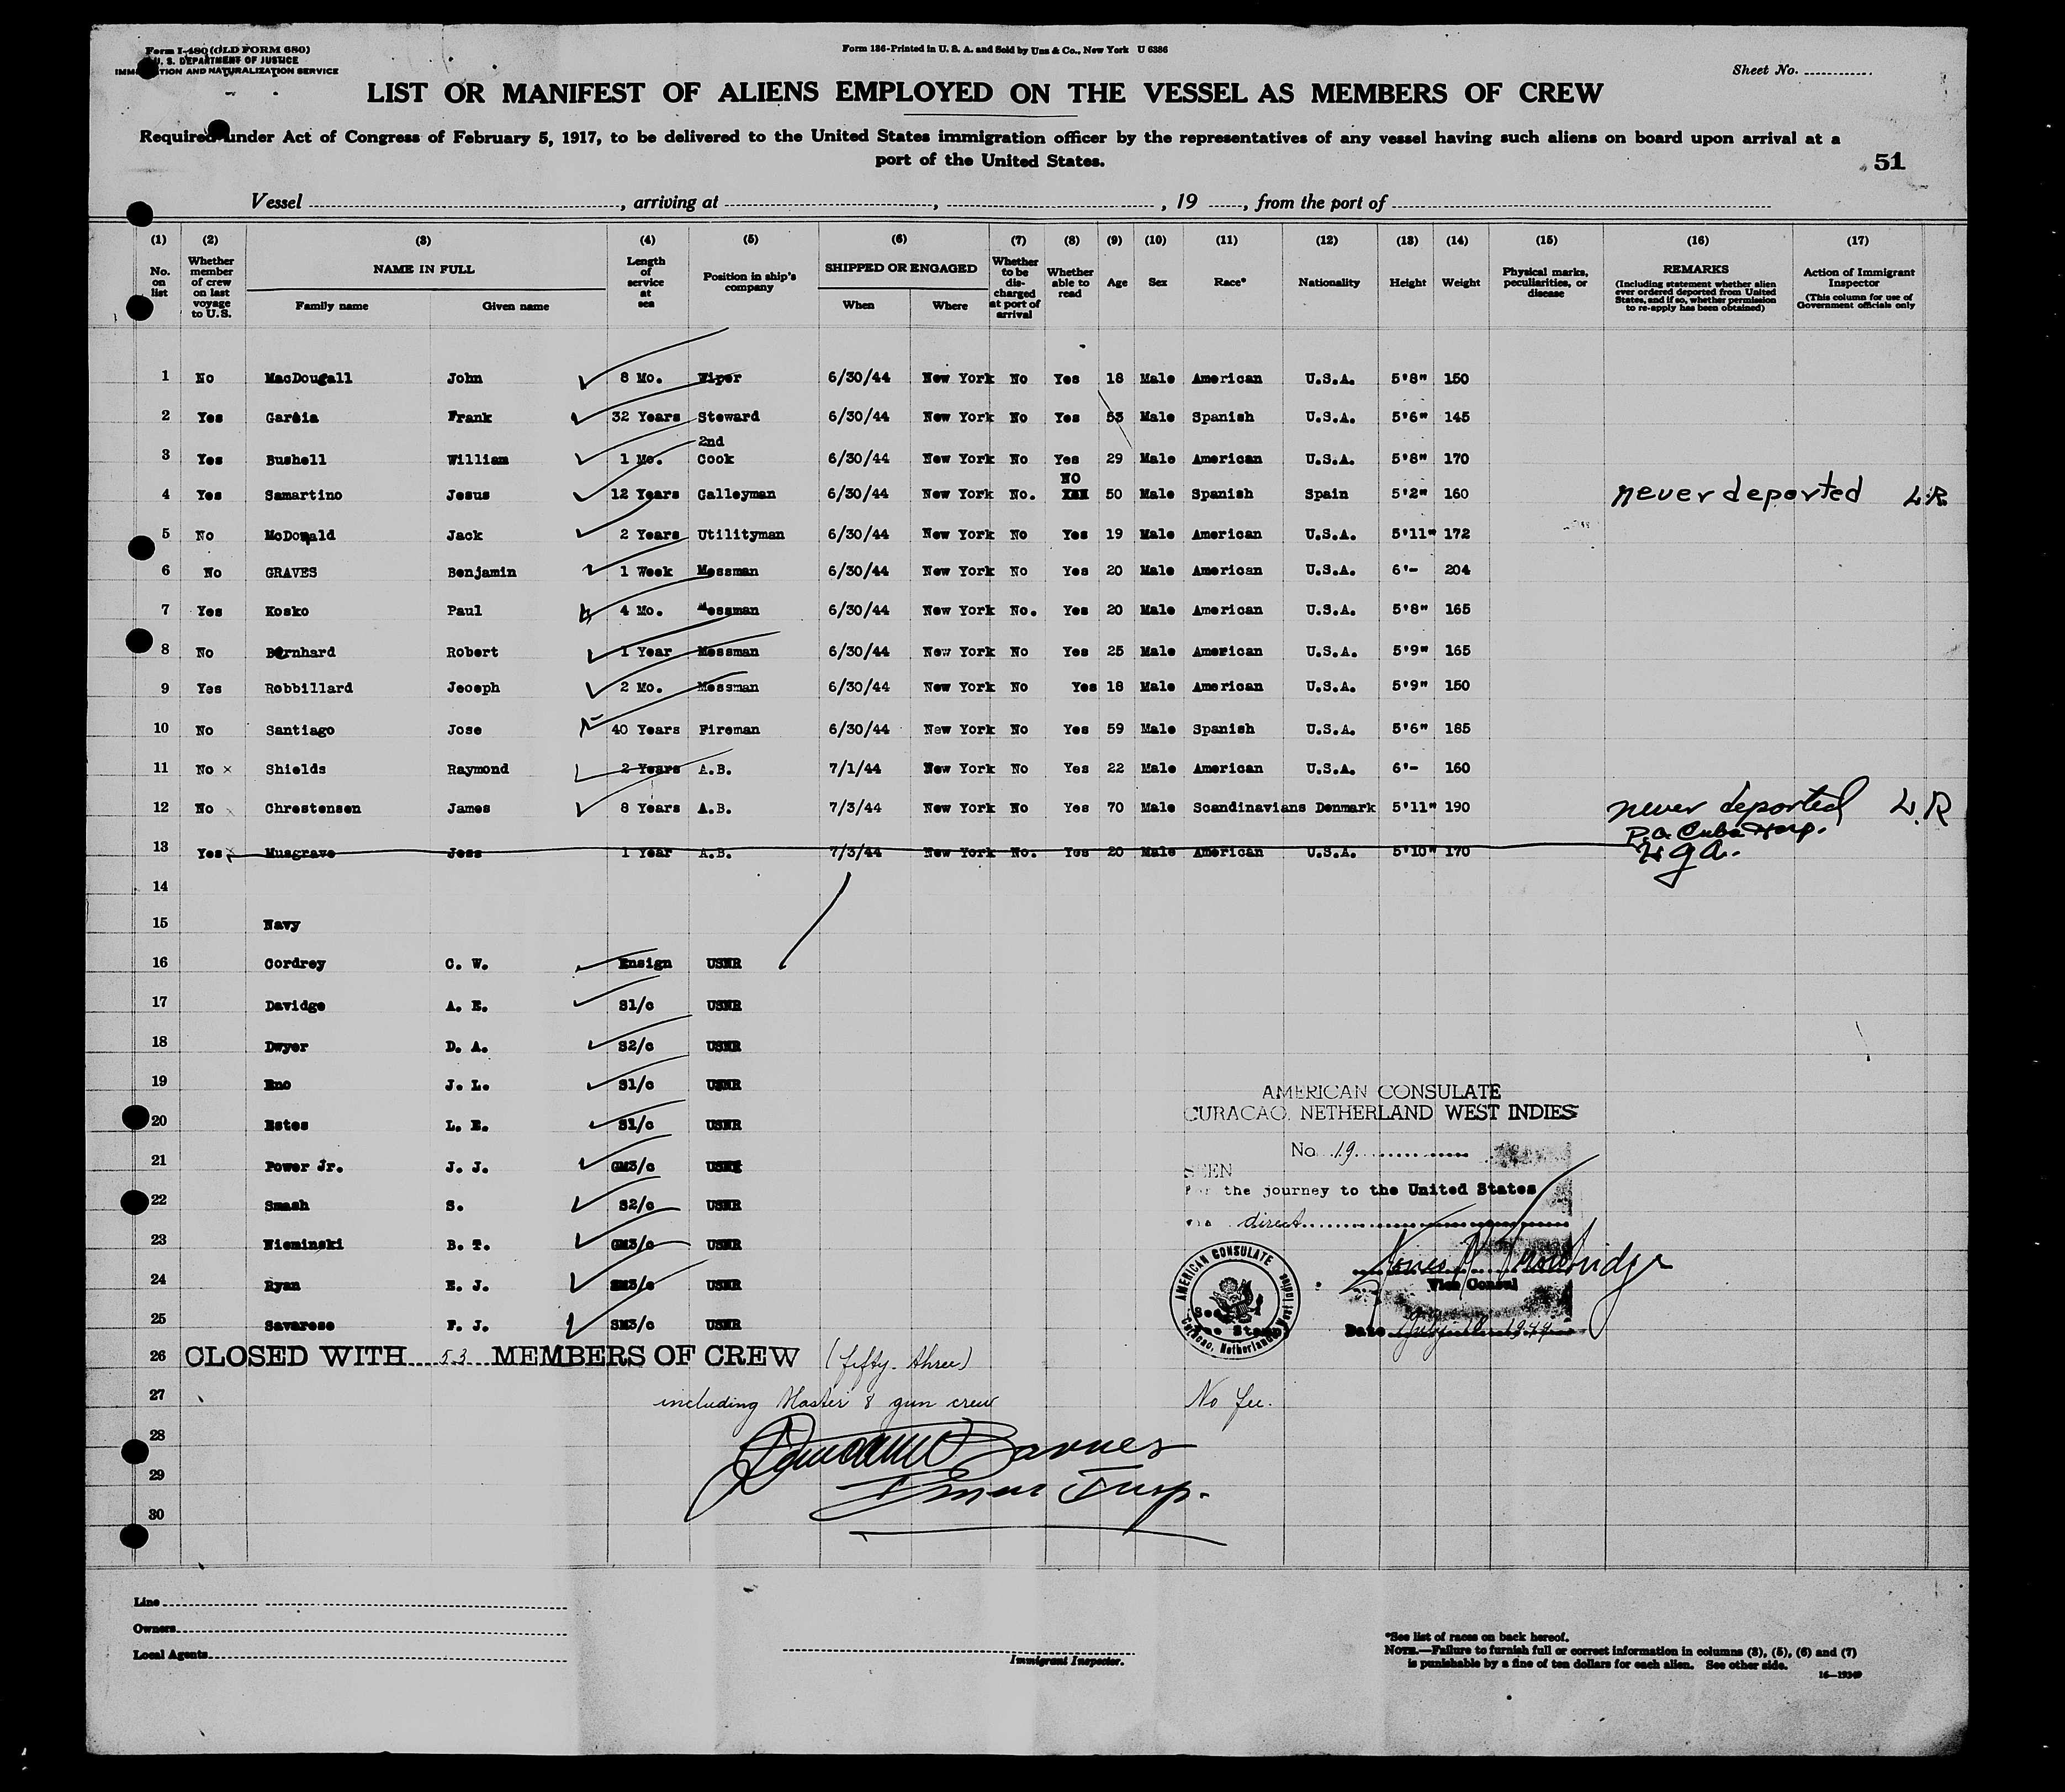 Form I-480 (OLD FORM 680)
U. S. DEPARTMENT OF JUSTICE
IMMIGRATION AND NATURALIZATION SERVICE
Form 186-Printed in U. S. A. and Sold by Unz & Co., New York U 6386
Sheet No.
LIST OR MANIFEST OF ALIENS EMPLOYED ON THE VESSEL AS MEMBERS OF CREW
Required under Act of Congress of February 5, 1917, to be delivered to the United States immigration officer by the representatives of any vessel having such aliens on board upon arrival at a
port of the United States.
51
Vessel , arriving at , , 19 , from the port of
(1) (2) (3) (4) (5) (6) (7) (8) (9) (10) (11) (12) (13) (14) (15) (16) (17)
No. on list
Whether member of crew on last voyage to U.S.
NAME IN FULL
Family name Given name
Length of service at sea
Position in ship's company
SHIPPED OR ENGAGED
When Where
Whether to be discharged at port of arrival
Whether able to read
Age
Sex
Race*
Nationality
Height
Weight
Physical marks, peculiarities, or disease
REMARKS
(Including statement whether alien ever ordered deported from United States, and if so, whether permission to re-apply has been obtained)
Action of Immigrant Inspector
(This column for use of Government officials only
1 No MacDougall John 8 Mo. Wiper 6/30/44 New York No Yes 18 Male American U.S.A. 5'8" 150
2 Yes Garcia Frank 32 Years Steward 6/30/44 New York No Yes 53 Male Spanish U.S.A. 5'6" 145
3 Yes Bushell William 1 Mo. 2nd Cook 6/30/44 New York No Yes 29 Male American U.S.A. 5'8" 170
4 Yes Samartino Jesus 12 Years Galleyman 6/30/44 New York No. NO 50 Male Spanish Spain 5'2" 160 never deported L.R.
5 No McDonald Jack 2 Years Utilityman 6/30/44 New York No Yes 19 Male American U.S.A. 5'11" 172
6 No GRAVES Benjamin 1 Week Messman 6/30/44 New York No Yes 20 Male American U.S.A. 6'- 204
7 Yes Kosko Paul 4 Mo. Messman 6/30/44 New York No. Yes 20 Male American U.S.A. 5'8" 165
8 No Bernhard Robert 1 Year Messman 6/30/44 New York No Yes 25 Male American U.S.A. 5'9" 165
9 Yes Robbillard Jeoeph 2 Mo. Messman 6/30/44 New York No Yes 18 Male American U.S.A. 5'9" 150
10 No Santiago Jose 40 Years Fireman 6/30/44 New York No Yes 59 Male Spanish U.S.A. 5'6" 185
11 No x Shields Raymond 2 Years A.B. 7/1/44 New York No Yes 22 Male American U.S.A. 6'- 160
12 No x Chrestensen James 8 Years A.B. 7/3/44 New York No Yes 70 Male Scandinavians Denmark 5'11" 190 never deported L.R
P.O. Cuba
13 Yes x Musgrave Jess 1 Year A.B. 7/3/44 New York No. Yes 20 Male American U.S.A. 5'10" 170
14
15 Navy
16 Cordrey C. W. Ensign USNR
17 Davidge A. E. S1/c USNR
18 Dwyer D. A. S2/c USNR
19 Eno J. L. S1/c USNR
20 Estes L. E. S1/c USNR
21 Power Jr. J. J. GM3/c USNR
22 Smash S. S2/c USNR
23 Nieminski B. T. GM3/c USNR
24 Ryan E. J. SM3/c USNR
25 Savarese F. J. SM3/c USNR
AMERICAN CONSULATE
CURACAO, NETHERLAND WEST INDIES
No. 19
SEEN
For the journey to the United States
via direct
Vice Consul
Date July 1944
AMERICAN CONSULATE
Curacao, Netherland West Indies
26 CLOSED WITH 53 MEMBERS OF CREW (fifty-three)
27 including Master & gun crew No fee.
28 Barnes
29 Insp.
30
Line
Owners
Local Agents
Immigrant Inspector.
*See list of races on back hereof.
NOTE.—Failure to furnish full or correct information in columns (3), (5), (6) and (7)
is punishable by a fine of ten dollars for each alien. See other side.